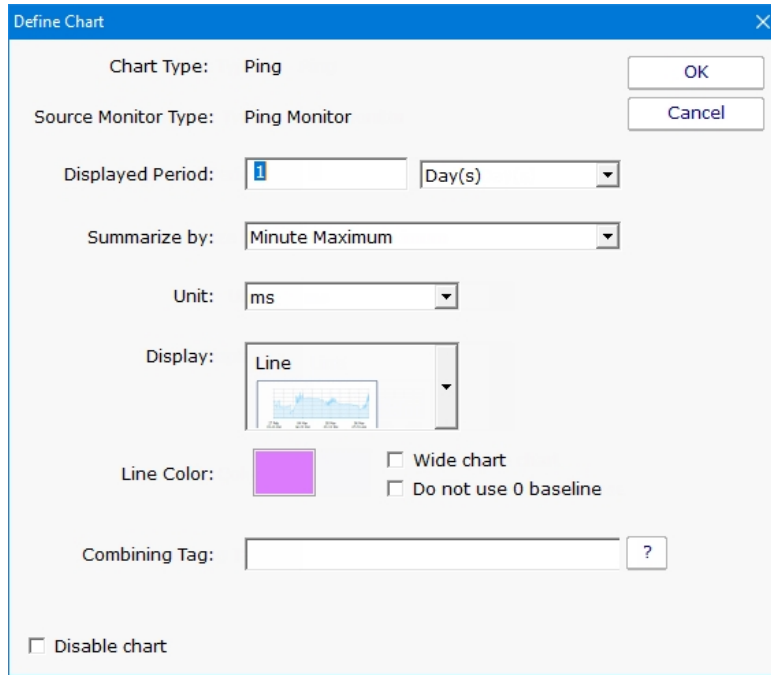 Define Chart
Chart Type: Ping
OK
Source Monitor Type: Ping Monitor
Cancel
Displayed Period: 1 Day(s)
Summarize by: Minute Maximum
Unit: ms
Display: Line
Line Color:
Wide chart
Do not use 0 baseline
Combining Tag: ?
Disable chart